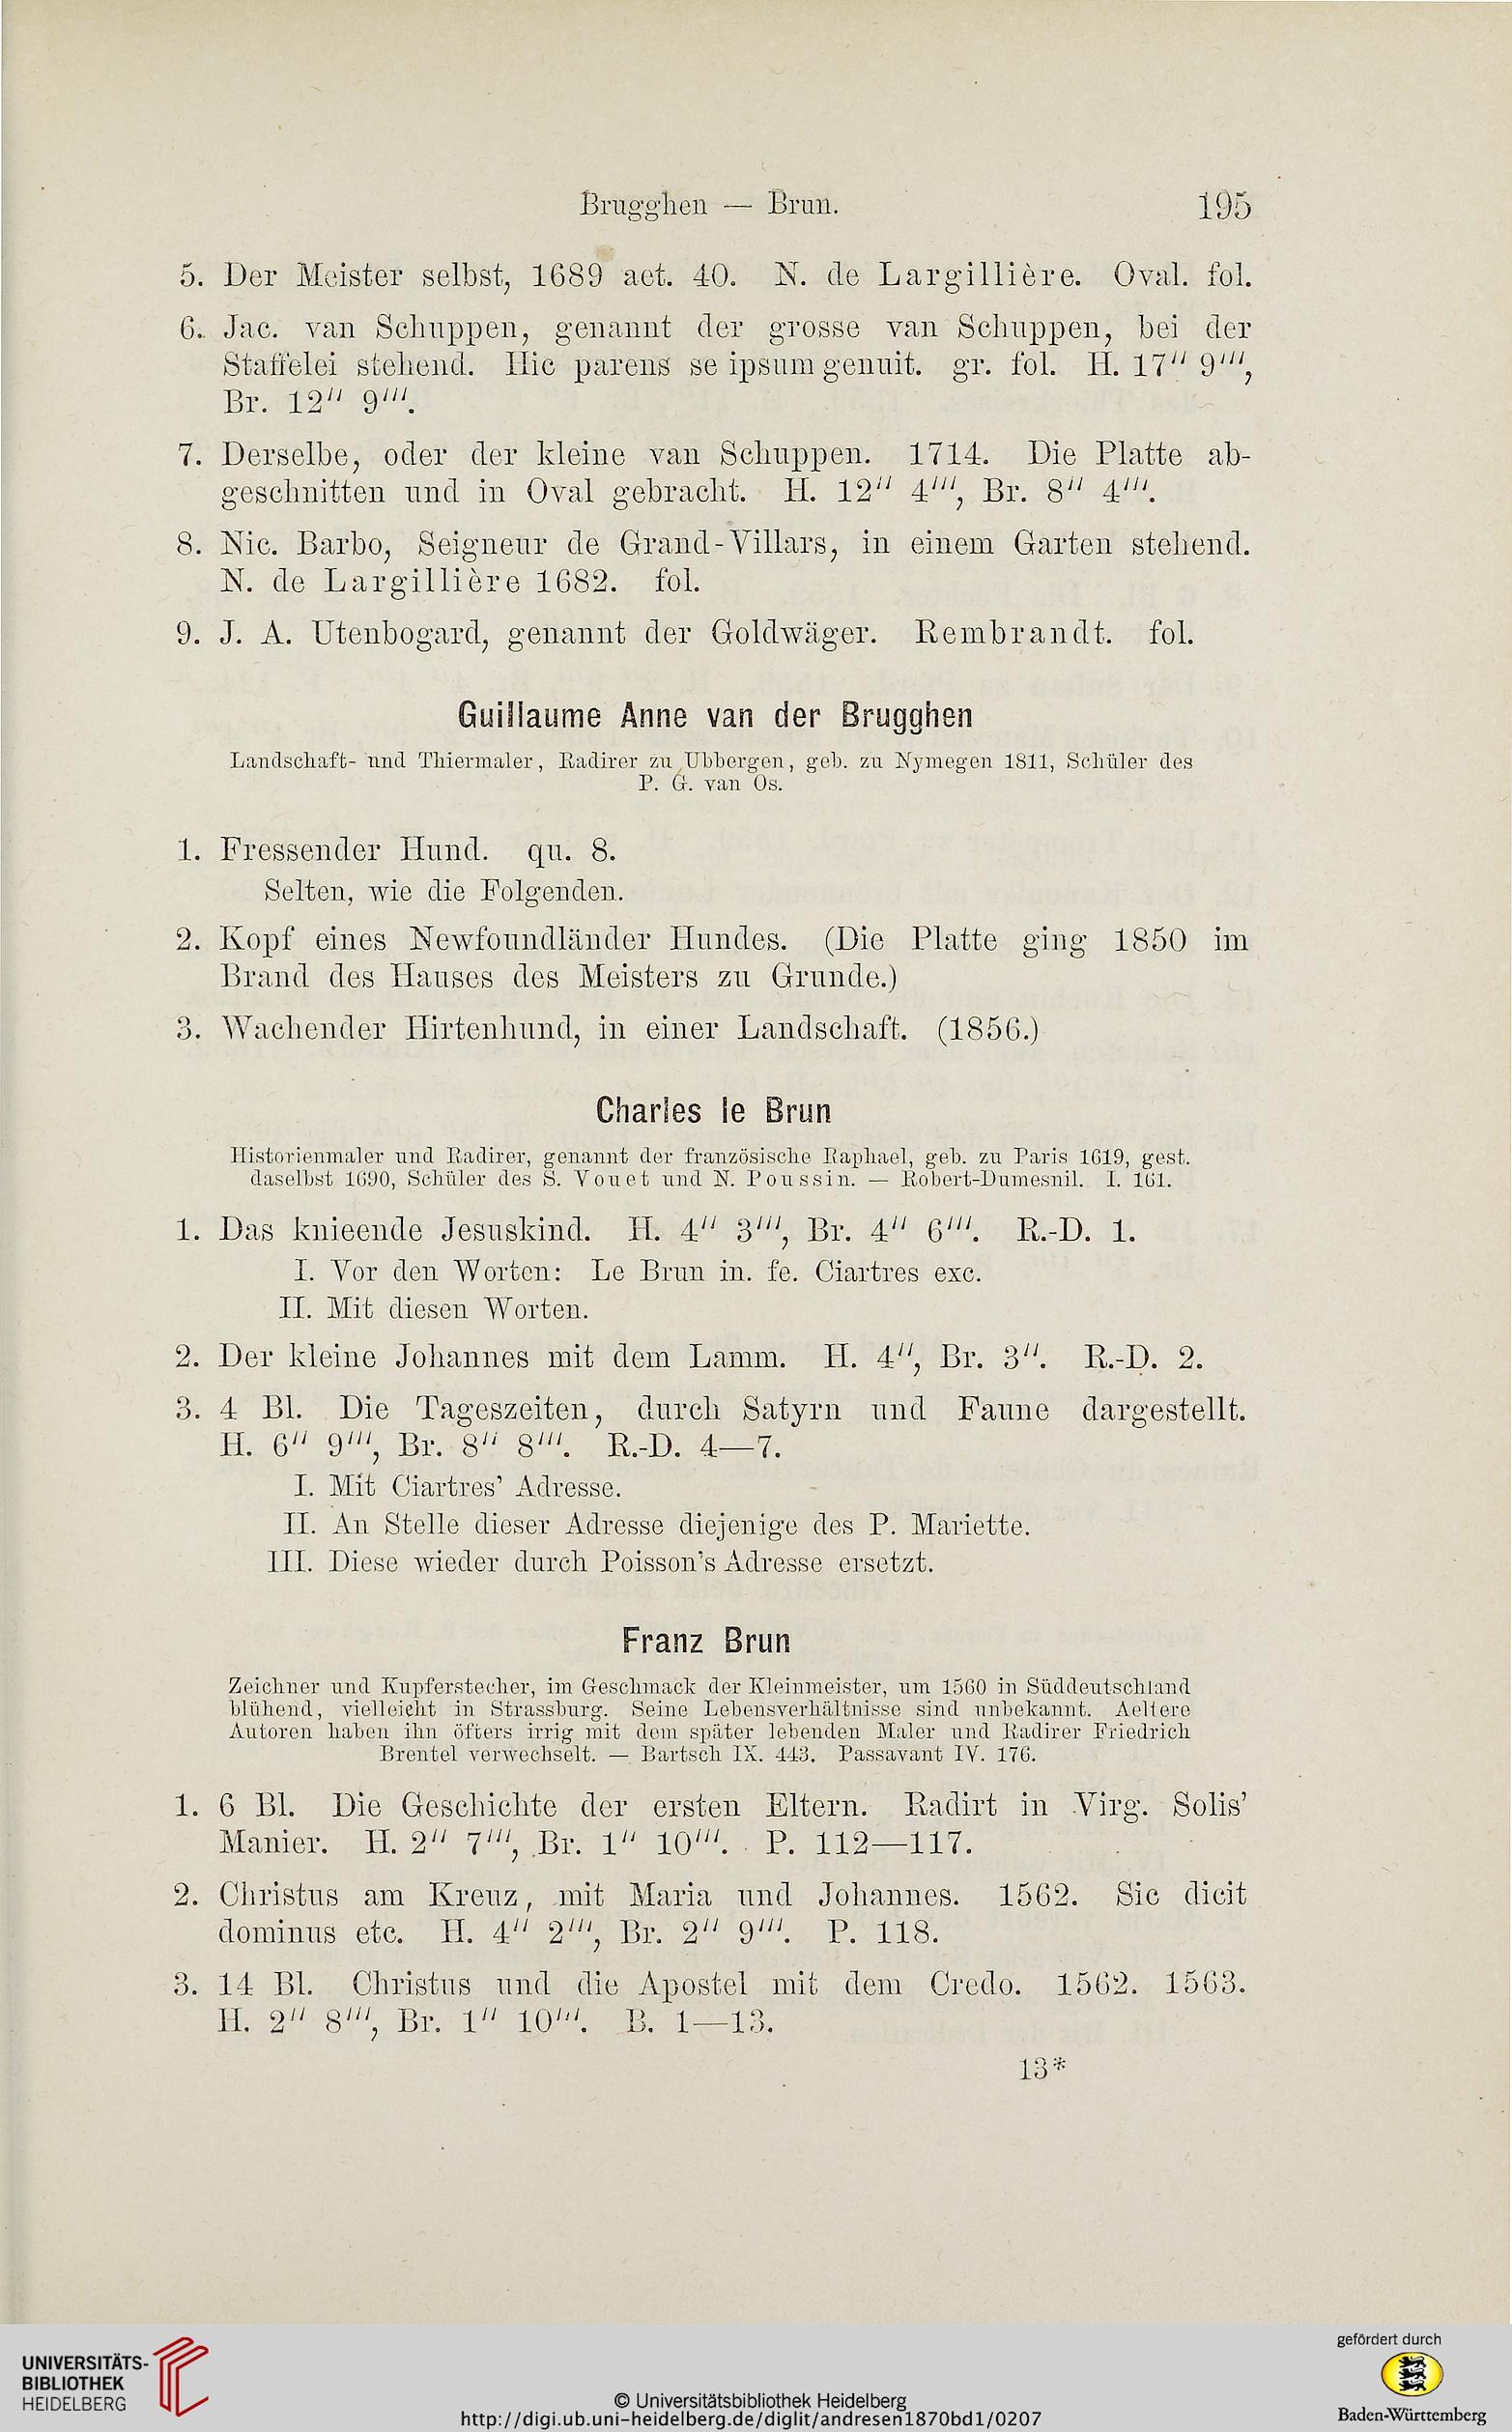 Brugghen — Brun. 195
5. Der Meister selbst, 1689 aet. 40. N. de Largillière. Oval. fol.
6. Jac. van Schuppen, genannt der grosse van Schuppen, bei der
Staffelei stehend. Hic parens se ipsum genuit. gr. fol. H. 17'' 9''',
Br. 12'' 9'''.
7. Derselbe, oder der kleine van Schuppen. 1714. Die Platte ab-
geschnitten und in Oval gebracht. H. 12'' 4''', Br. 8'' 4'''.
8. Nic. Barbo, Seigneur de Grand-Villars, in einem Garten stehend.
N. de Largillière 1682. fol.
9. J. A. Utenbogard, genannt der Goldwäger. Rembrandt. fol.
Guillaume Anne van der Brugghen
Landschaft- und Thiermaler, Radirer zu Ubbergen, geb. zu Nymegen 1811, Schüler des
P. G. van Os.
1. Fressender Hund. qu. 8.
Selten, wie die Folgenden.
2. Kopf eines Newfoundländer Hundes. (Die Platte ging 1850 im
Brand des Hauses des Meisters zu Grunde.)
3. Wachender Hirtenhund, in einer Landschaft. (1856.)
Charles le Brun
Historienmaler und Radirer, genannt der französische Raphael, geb. zu Paris 1619, gest.
daselbst 1690, Schüler des S. Vouet und N. Poussin. — Robert-Dumesnil. I. 161.
1. Das knieende Jesuskind. H. 4'' 3''', Br. 4'' 6'''. R.-D. 1.
I. Vor den Worten: Le Brun in. fe. Ciartres exc.
II. Mit diesen Worten.
2. Der kleine Johannes mit dem Lamm. H. 4'', Br. 3''. R.-D. 2.
3. 4 Bl. Die Tageszeiten, durch Satyrn und Faune dargestellt.
H. 6'' 9''', Br. 8'' 8'''. R.-D. 4—7.
I. Mit Ciartres' Adresse.
II. An Stelle dieser Adresse diejenige des P. Mariette.
III. Diese wieder durch Poisson's Adresse ersetzt.
Franz Brun
Zeichner und Kupferstecher, im Geschmack der Kleinmeister, um 1560 in Süddeutschland
blühend, vielleicht in Strassburg. Seine Lebensverhältnisse sind unbekannt. Aeltere
Autoren haben ihn öfters irrig mit dem später lebenden Maler und Radirer Friedrich
Brentel verwechselt. — Bartsch IX. 443. Passavant IV. 176.
1. 6 Bl. Die Geschichte der ersten Eltern. Radirt in Virg. Solis'
Manier. H. 2'' 7''', Br. 1'' 10'''. P. 112—117.
2. Christus am Kreuz, mit Maria und Johannes. 1562. Sic dicit
dominus etc. H. 4'' 2''', Br. 2'' 9'''. P. 118.
3. 14 Bl. Christus und die Apostel mit dem Credo. 1562. 1563.
H. 2'' 8''', Br. 1'' 10'''. B. 1—13.
13*
UNIVERSITÄTS-
BIBLIOTHEK
HEIDELBERG
© Universitätsbibliothek Heidelberg
http://digi.ub.uni-heidelberg.de/diglit/andresen1870bd1/0207
gefördert durch
Baden-Württemberg